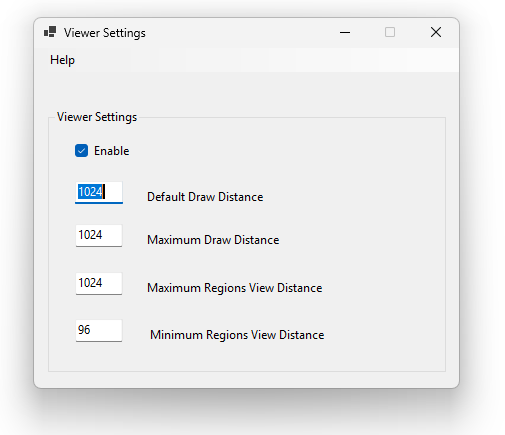 Viewer Settings
Help
Viewer Settings
Enable
1024 Default Draw Distance
1024 Maximum Draw Distance
1024 Maximum Regions View Distance
96 Minimum Regions View Distance